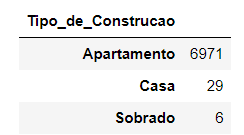 Tipo_de_Construcao
Apartamento 6971
Casa 29
Sobrado 6